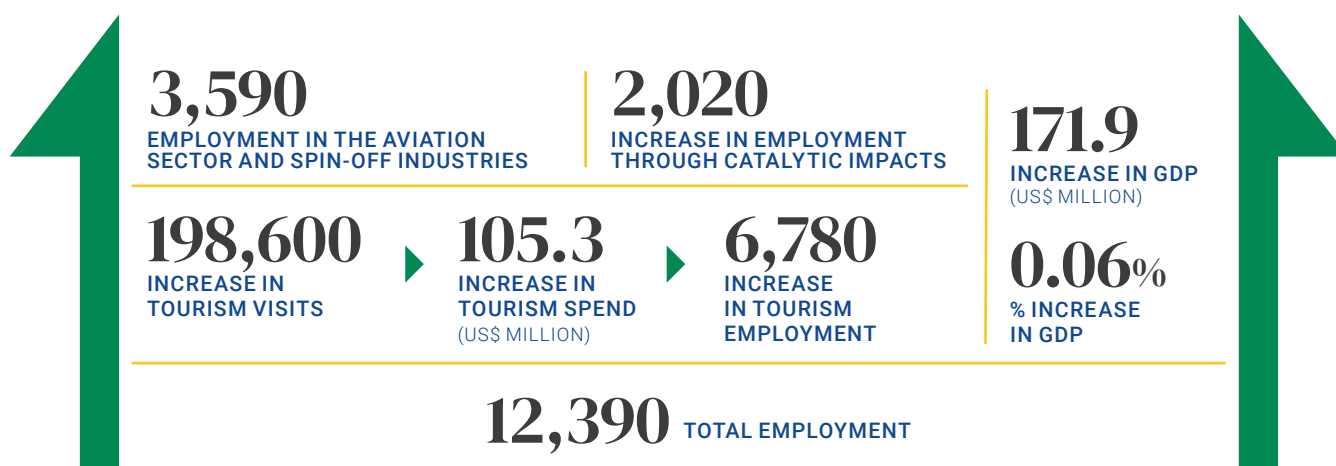 3,590
EMPLOYMENT IN THE AVIATION
SECTOR AND SPIN-OFF INDUSTRIES
2,020
INCREASE IN EMPLOYMENT
THROUGH CATALYTIC IMPACTS
171.9
INCREASE IN GDP
(US$ MILLION)
198,600
INCREASE IN
TOURISM VISITS
105.3
INCREASE IN
TOURISM SPEND
(US$ MILLION)
6,780
INCREASE
IN TOURISM
EMPLOYMENT
0.06%
% INCREASE
IN GDP
12,390 TOTAL EMPLOYMENT